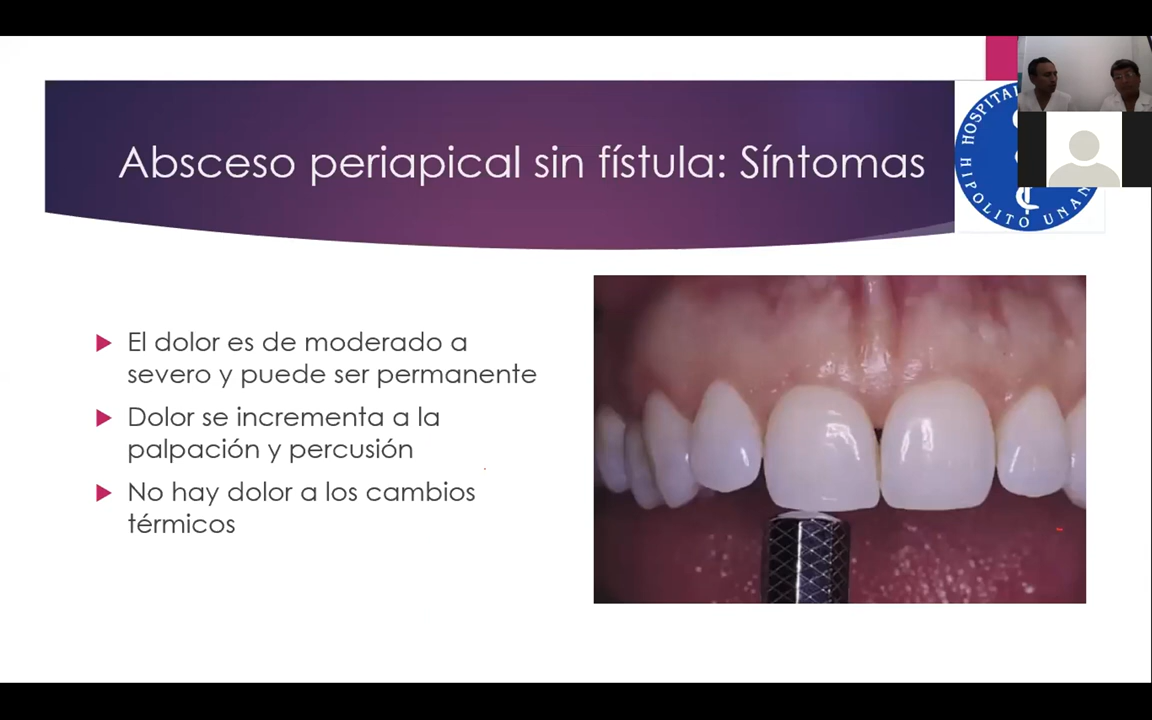 Absceso periapical sin fístula: Síntomas
HOSPITAL
HIPOLITO UNAN
El dolor es de moderado a
severo y puede ser permanente
Dolor se incrementa a la
palpación y percusión
No hay dolor a los cambios
térmicos